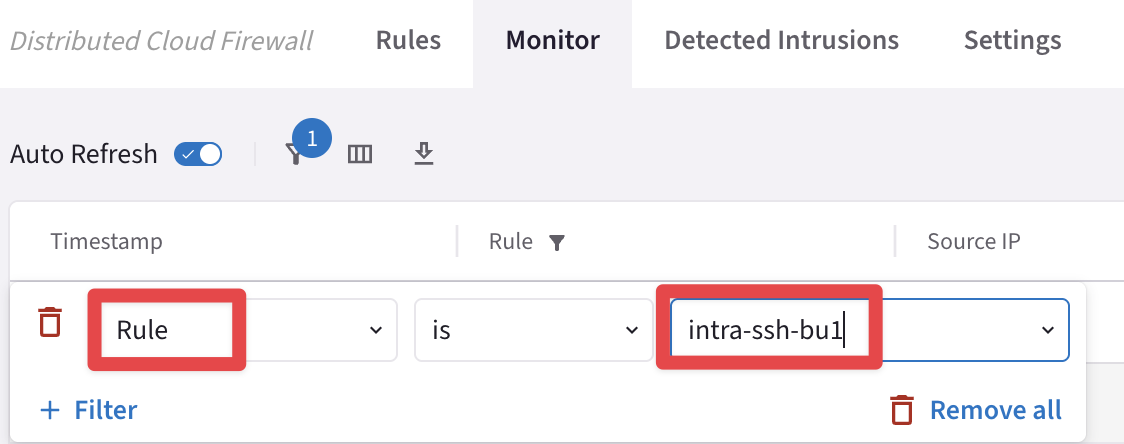 Distributed Cloud Firewall Rules Monitor Detected Intrusions Settings
Auto Refresh 1
Timestamp Rule Source IP
Rule is intra-ssh-bu1
+ Filter Remove all